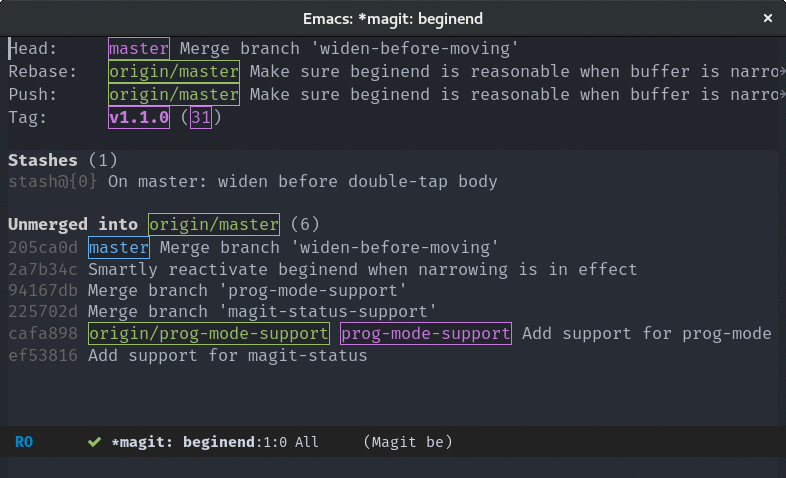 Emacs: *magit: beginend
Head: master Merge branch 'widen-before-moving'
Rebase: origin/master Make sure beginend is reasonable when buffer is narro
Push: origin/master Make sure beginend is reasonable when buffer is narro
Tag: v1.1.0 (31)
Stashes (1)
stash@{0} On master: widen before double-tap body
Unmerged into origin/master (6)
205ca0d master Merge branch 'widen-before-moving'
2a7b34c Smartly reactivate beginend when narrowing is in effect
94167db Merge branch 'prog-mode-support'
225702d Merge branch 'magit-status-support'
cafa898 origin/prog-mode-support prog-mode-support Add support for prog-mode
ef53816 Add support for magit-status
RO ✔ *magit: beginend:1:0 All (Magit be)